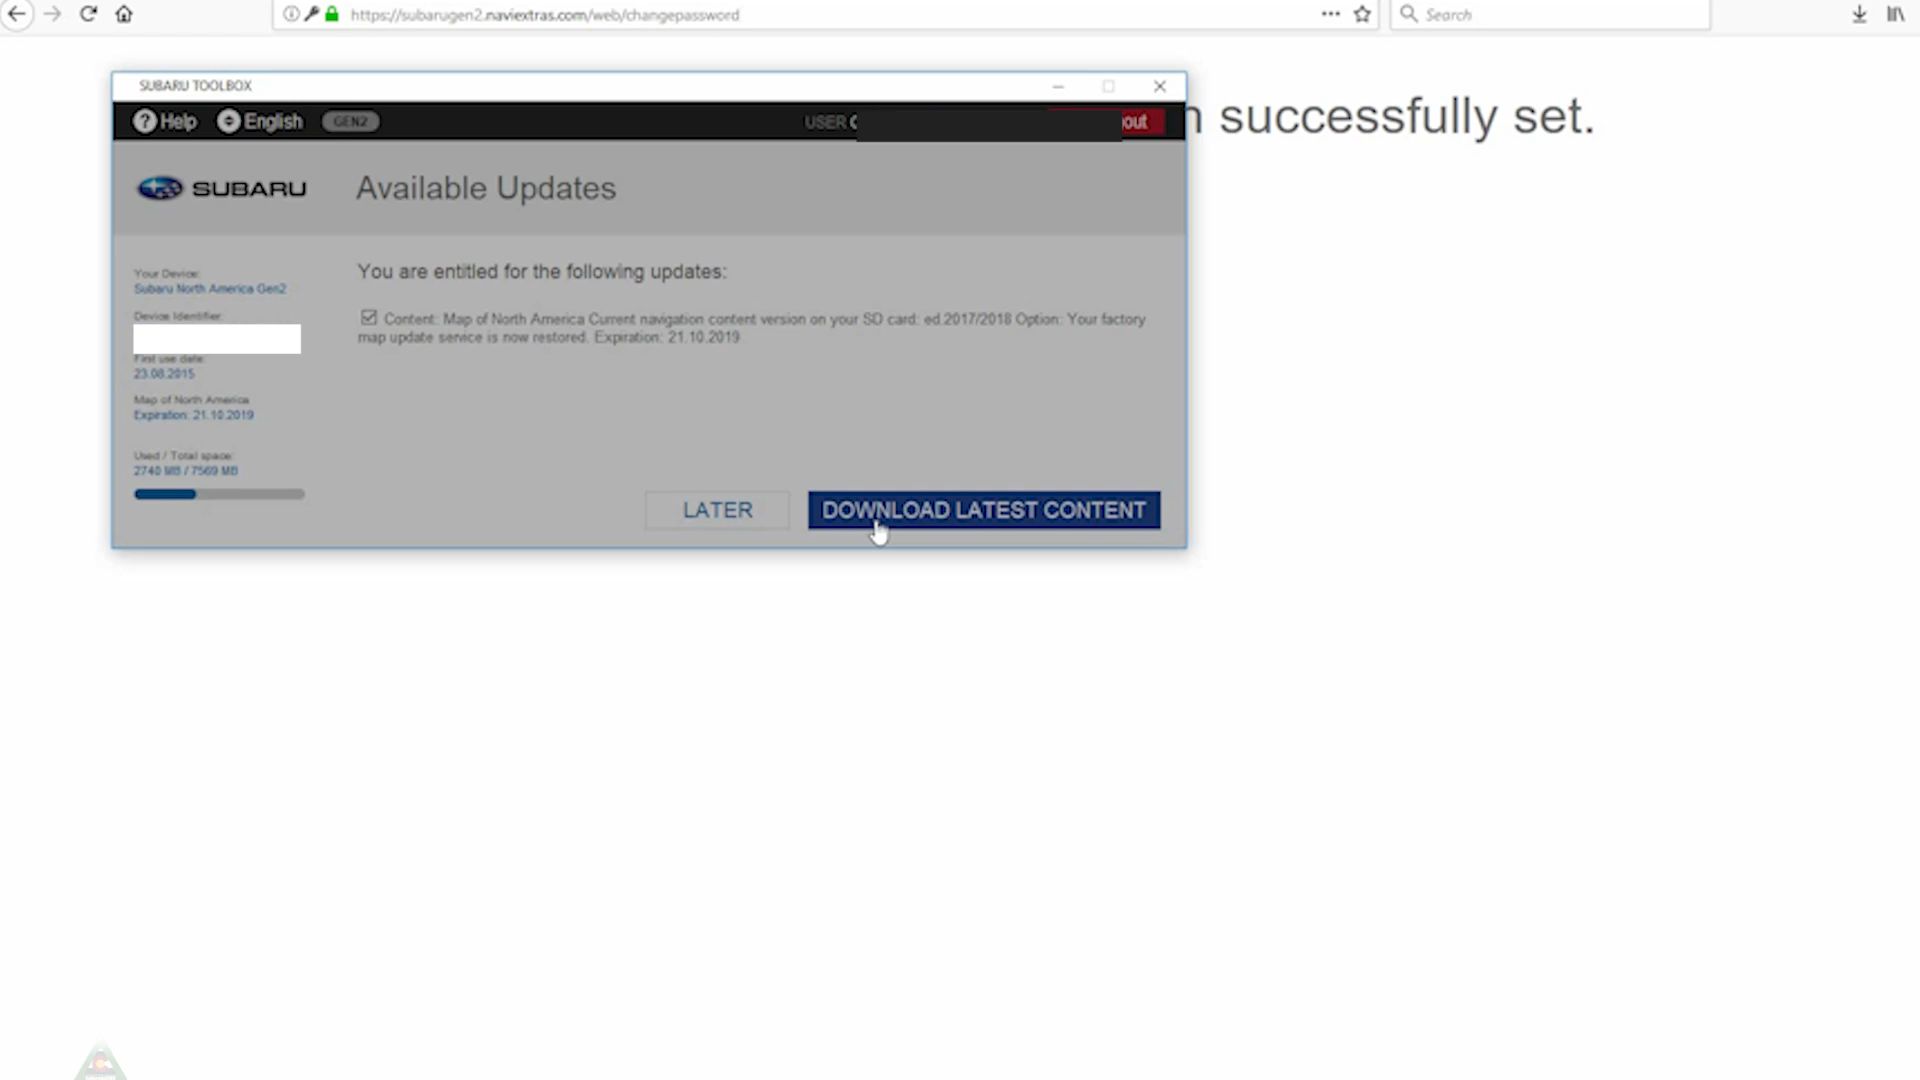 https://subarugen2.naviextras.com/web/changepassword
Search
SUBARU TOOLBOX
successfully set.
Help
English
GEN2
USER
out
SUBARU
Available Updates
Your Device:
Subaru North America Gen2
Device Identifier:
First use date:
23.08.2015
Map of North America
Expiration: 21.10.2019
Used / Total space:
2740 MB / 7569 MB
You are entitled for the following updates:
Content: Map of North America Current navigation content version on your SD card: ed.2017/2018 Option: Your factory
map update service is now restored. Expiration: 21.10.2019
LATER
DOWNLOAD LATEST CONTENT